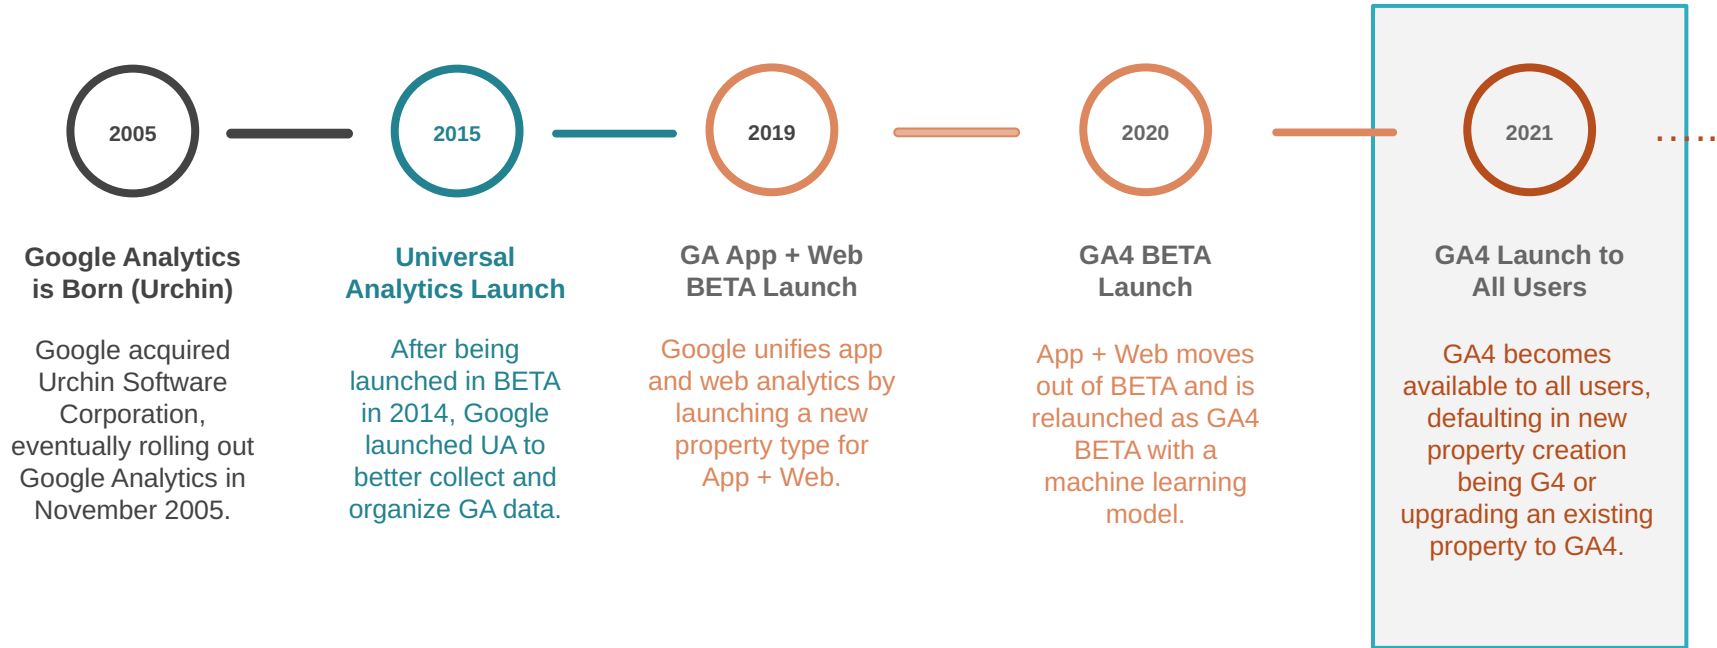 2005
Google Analytics
is Born (Urchin)
Google acquired
Urchin Software
Corporation,
eventually rolling out
Google Analytics in
November 2005.
2015
Universal
Analytics Launch
After being
launched in BETA
in 2014, Google
launched UA to
better collect and
organize GA data.
2019
GA App + Web
BETA Launch
Google unifies app
and web analytics by
launching a new
property type for
App + Web.
2020
GA4 BETA
Launch
App + Web moves
out of BETA and is
relaunched as GA4
BETA with a
machine learning
model.
2021
GA4 Launch to
All Users
GA4 becomes
available to all users,
defaulting in new
property creation
being G4 or
upgrading an existing
property to GA4.
.....